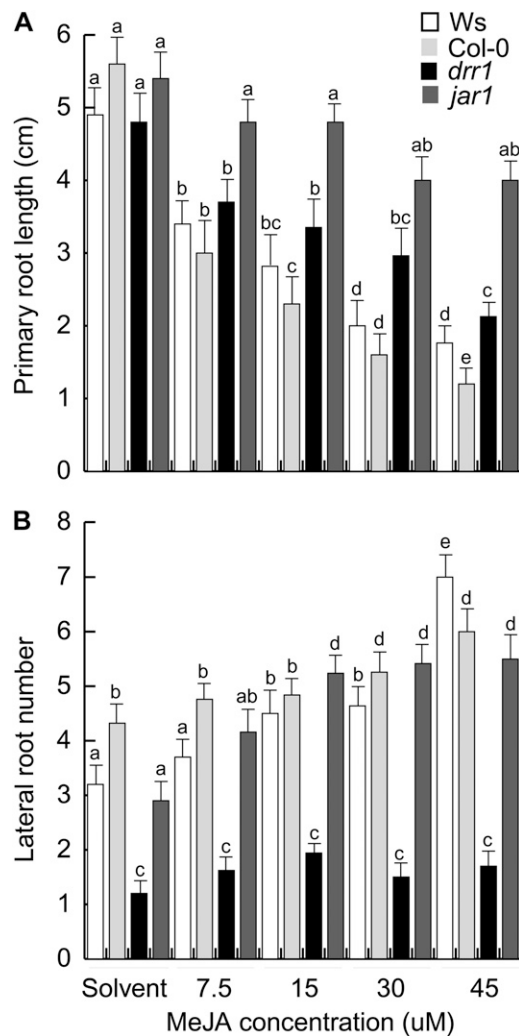 A
Ws
Col-0
drr1
jar1
Primary root length (cm)
6
5
4
3
2
1
0
a a a a
b b b a
bc c b a
d d bc ab
d e c ab
B
Lateral root number
8
7
6
5
4
3
2
1
0
a b c a
a b c ab
b b c d
b d c d
e d c d
Solvent 7.5 15 30 45
MeJA concentration (uM)